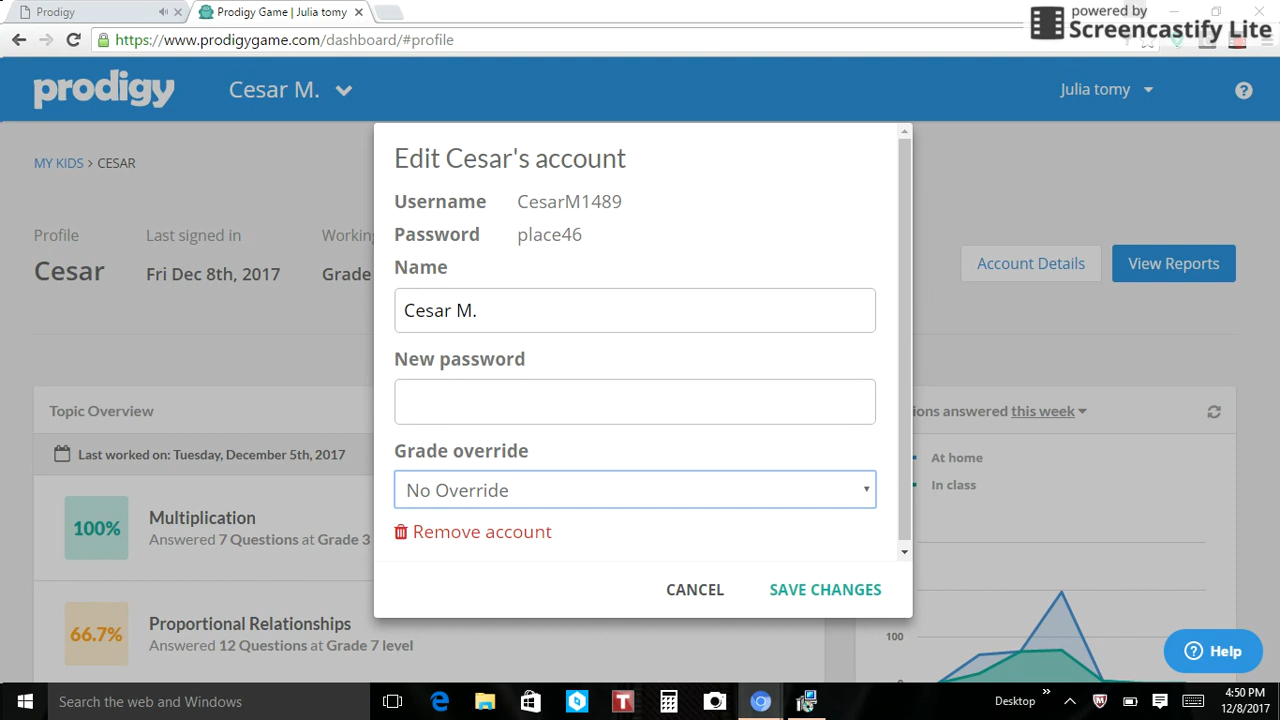 Prodigy
Prodigy Game | Julia tomy
powered by
Screencastify Lite
https://www.prodigygame.com/dashboard/#profile
prodigy
Cesar M.
Julia tomy
?
MY KIDS > CESAR
Profile
Last signed in
Cesar
Fri Dec 8th, 2017
Grade
Account Details
View Reports
Edit Cesar's account
Username CesarM1489
Password place46
Name
Cesar M.
New password
Grade override
No Override
Remove account
CANCEL
SAVE CHANGES
Topic Overview
Last worked on: Tuesday, December 5th, 2017
100%
Multiplication
Answered 7 Questions at Grade 3
66.7%
Proportional Relationships
Answered 12 Questions at Grade 7 level
ions answered this week
At home
In class
100
? Help
Search the web and Windows
Desktop
4:50 PM
12/8/2017